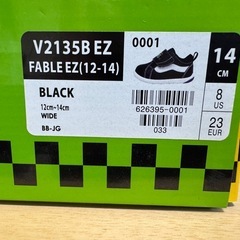 V2135B EZ
FABLE EZ(12-14)
BLACK
12cm~14cm
WIDE
BB-JG
0001
626395-0001
033
14
CM
8
US
23
EUR